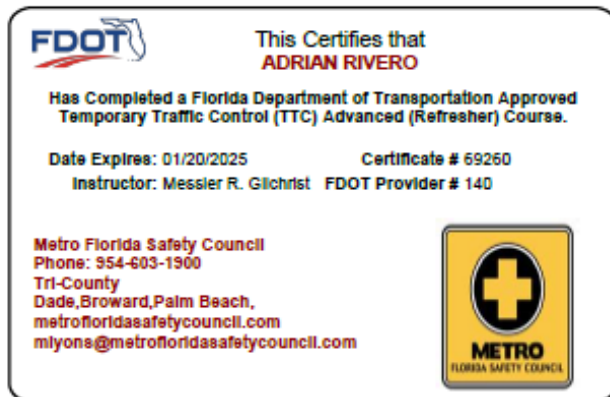 FDOT
This Certifies that
ADRIAN RIVERO
Has Completed a Florida Department of Transportation Approved
Temporary Traffic Control (TTC) Advanced (Refresher) Course.
Date Expires: 01/20/2025 Certificate # 69260
Instructor: Messier R. Gilchrist FDOT Provider # 140
Metro Florida Safety Council
Phone: 954-603-1900
Tri-County
Dade,Broward,Palm Beach,
metrofloridasafetycouncil.com
mlyons@metrofloridasafetycouncil.com
METRO
FLORIDA SAFETY COUNCIL